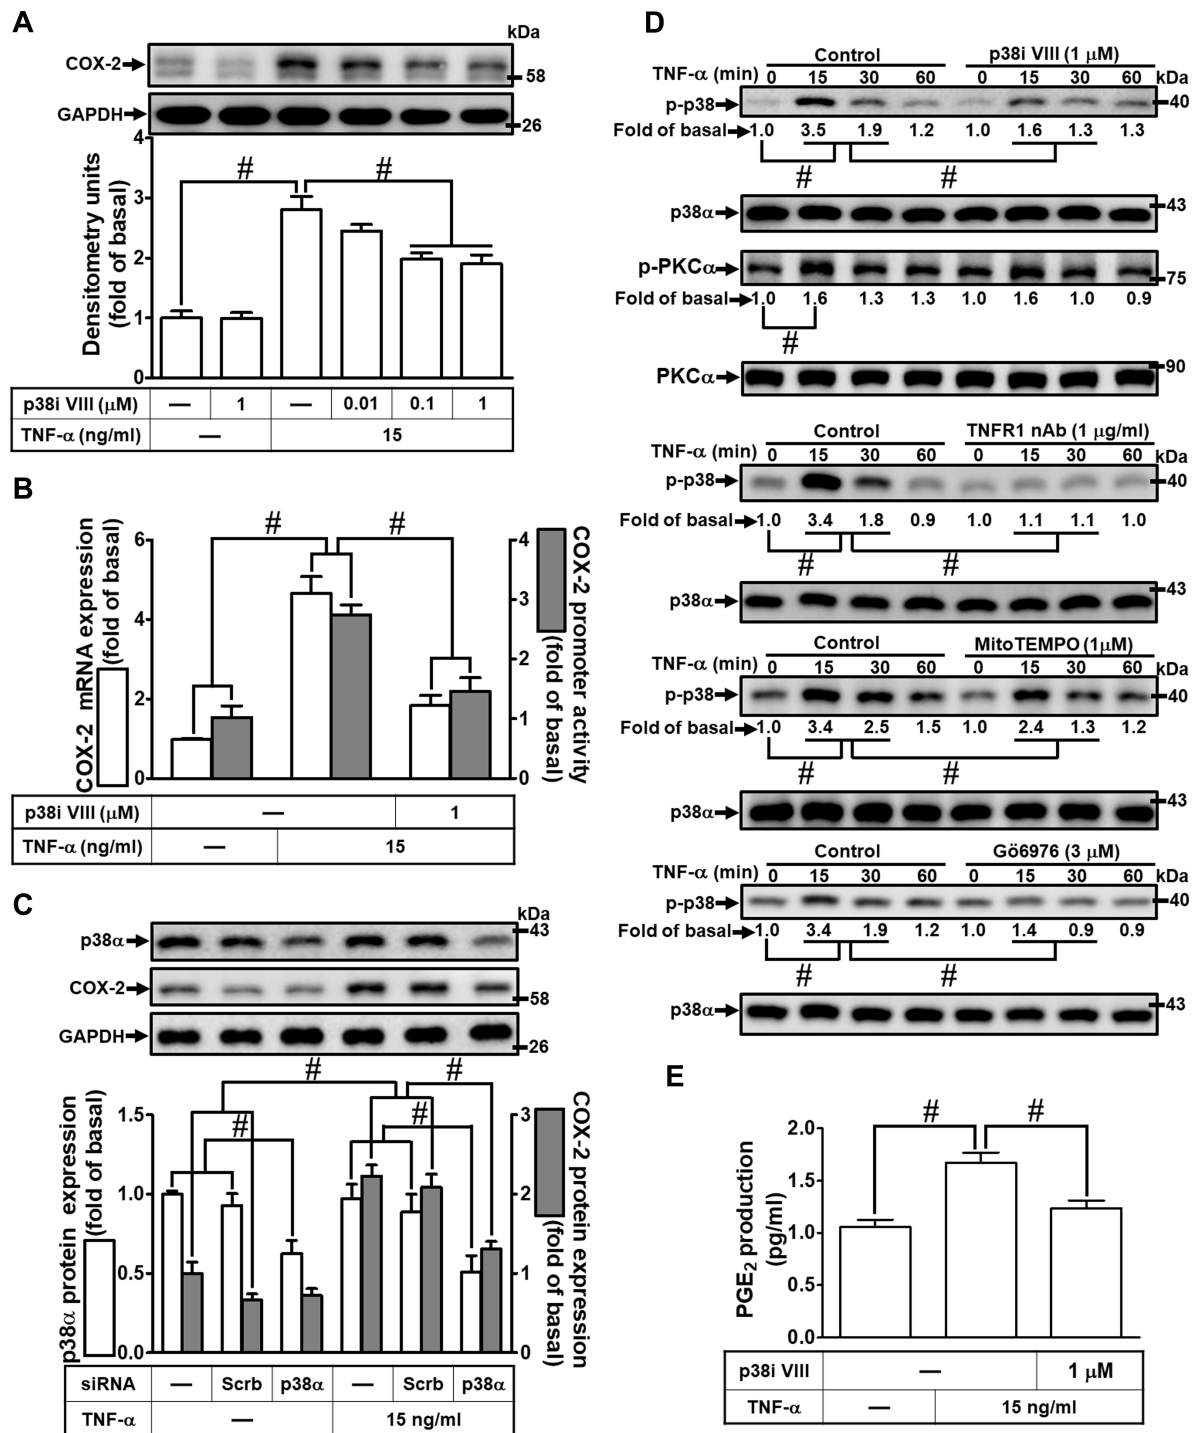 A
kDa
COX-2
58
GAPDH
26
Densitometry units
(fold of basal)
4
3
2
1
0
#
#
p38i VIII (μM) — 1 — 0.01 0.1 1
TNF-α (ng/ml) — 15
B
COX-2 mRNA expression
(fold of basal)
6
4
2
0
#
#
4
3
2
1
0
COX-2 promoter activity
(fold of basal)
p38i VIII (μM) — 1
TNF-α (ng/ml) — 15
C
kDa
p38α
43
COX-2
58
GAPDH
26
p38α protein expression
(fold of basal)
1.5
1.0
0.5
0.0
#
#
#
#
3
2
1
0
COX-2 protein expression
(fold of basal)
siRNA — Scrb p38α — Scrb p38α
TNF-α — 15 ng/ml
D
Control p38i VIII (1 μM)
TNF-α (min) 0 15 30 60 0 15 30 60 kDa
p-p38 40
Fold of basal 1.0 3.5 1.9 1.2 1.0 1.6 1.3 1.3
# #
p38α 43
p-PKCα 75
Fold of basal 1.0 1.6 1.3 1.3 1.0 1.6 1.0 0.9
#
PKCα 90
Control TNFR1 nAb (1 μg/ml)
TNF-α (min) 0 15 30 60 0 15 30 60 kDa
p-p38 40
Fold of basal 1.0 3.4 1.8 0.9 1.0 1.1 1.1 1.0
# #
p38α 43
Control MitoTEMPO (1μM)
TNF-α (min) 0 15 30 60 0 15 30 60 kDa
p-p38 40
Fold of basal 1.0 3.4 2.5 1.5 1.0 2.4 1.3 1.2
# #
p38α 43
Control Gö6976 (3 μM)
TNF-α (min) 0 15 30 60 0 15 30 60 kDa
p-p38 40
Fold of basal 1.0 3.4 1.9 1.2 1.0 1.4 0.9 0.9
# #
p38α 43
E
PGE2 production
(pg/ml)
2.0
1.5
1.0
0.5
0.0
#
#
p38i VIII — 1 μM
TNF-α — 15 ng/ml